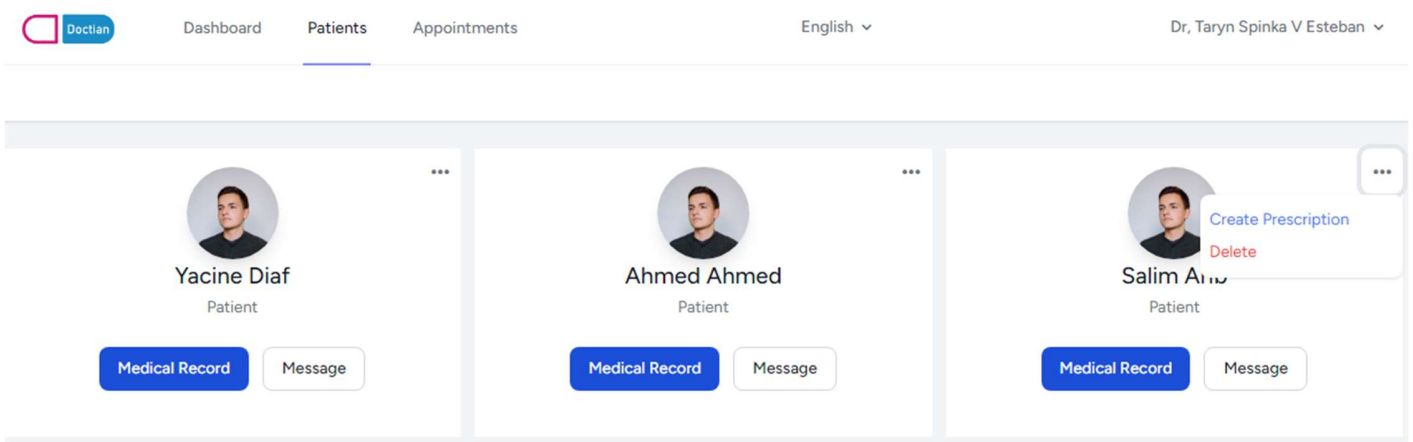 Doctian Dashboard Patients Appointments English Dr, Taryn Spinka V Esteban
Create Prescription
Delete
Yacine Diaf Ahmed Ahmed Salim
Patient Patient Patient
Medical Record Message Medical Record Message Medical Record Message